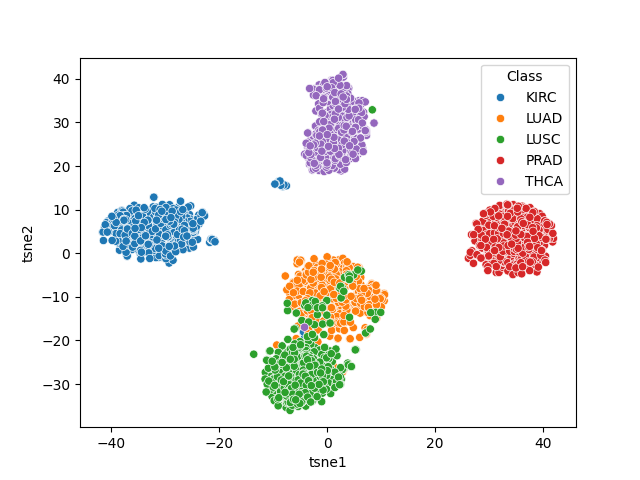 Class
KIRC
LUAD
LUSC
PRAD
THCA
40
30
20
10
0
−10
−20
−30
−40
−20
0
20
40
tsne1
tsne2